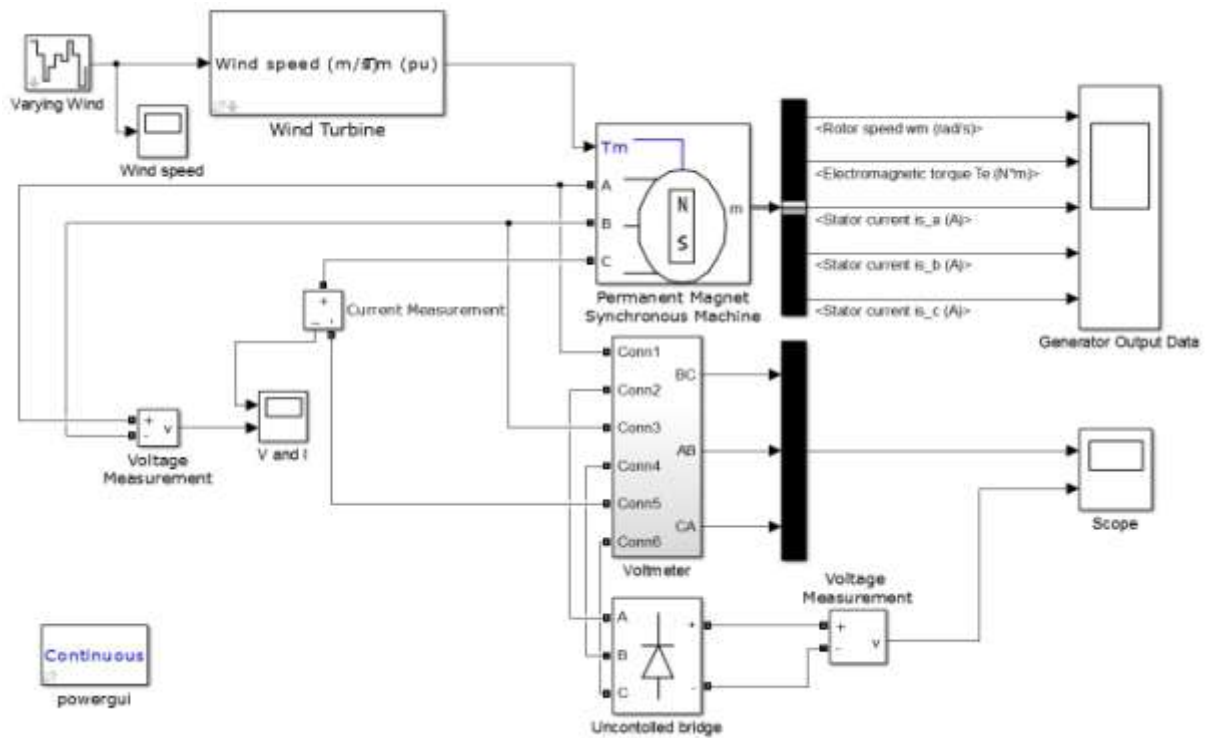 Wind speed (m/s)
Tm (pu)
Varying Wind
Wind Turbine
Wind speed
Tm
A
B
C
N
S
m
Permanent Magnet
Synchronous Machine
<Rotor speed wm (rad/s)>
<Electromagnetic torque Te (N*m)>
<Stator current is_a (A)>
<Stator current is_b (A)>
<Stator current is_c (A)>
Generator Output Data
+
-
i
Current Measurement
+
-
v
Voltage
Measurement
V and I
Conn1
Conn2
Conn3
Conn4
Conn5
Conn6
BC
AB
CA
Voltmeter
Scope
A
B
C
+
-
Uncontolled bridge
Voltage
Measurement
+
-
v
Continuous
powergui